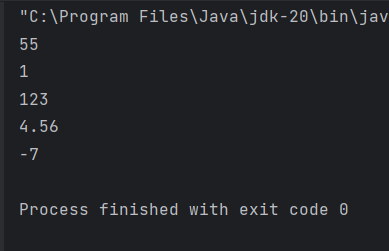 "C:\Program Files\Java\jdk-20\bin\jav
55
1
123
4.56
-7
Process finished with exit code 0